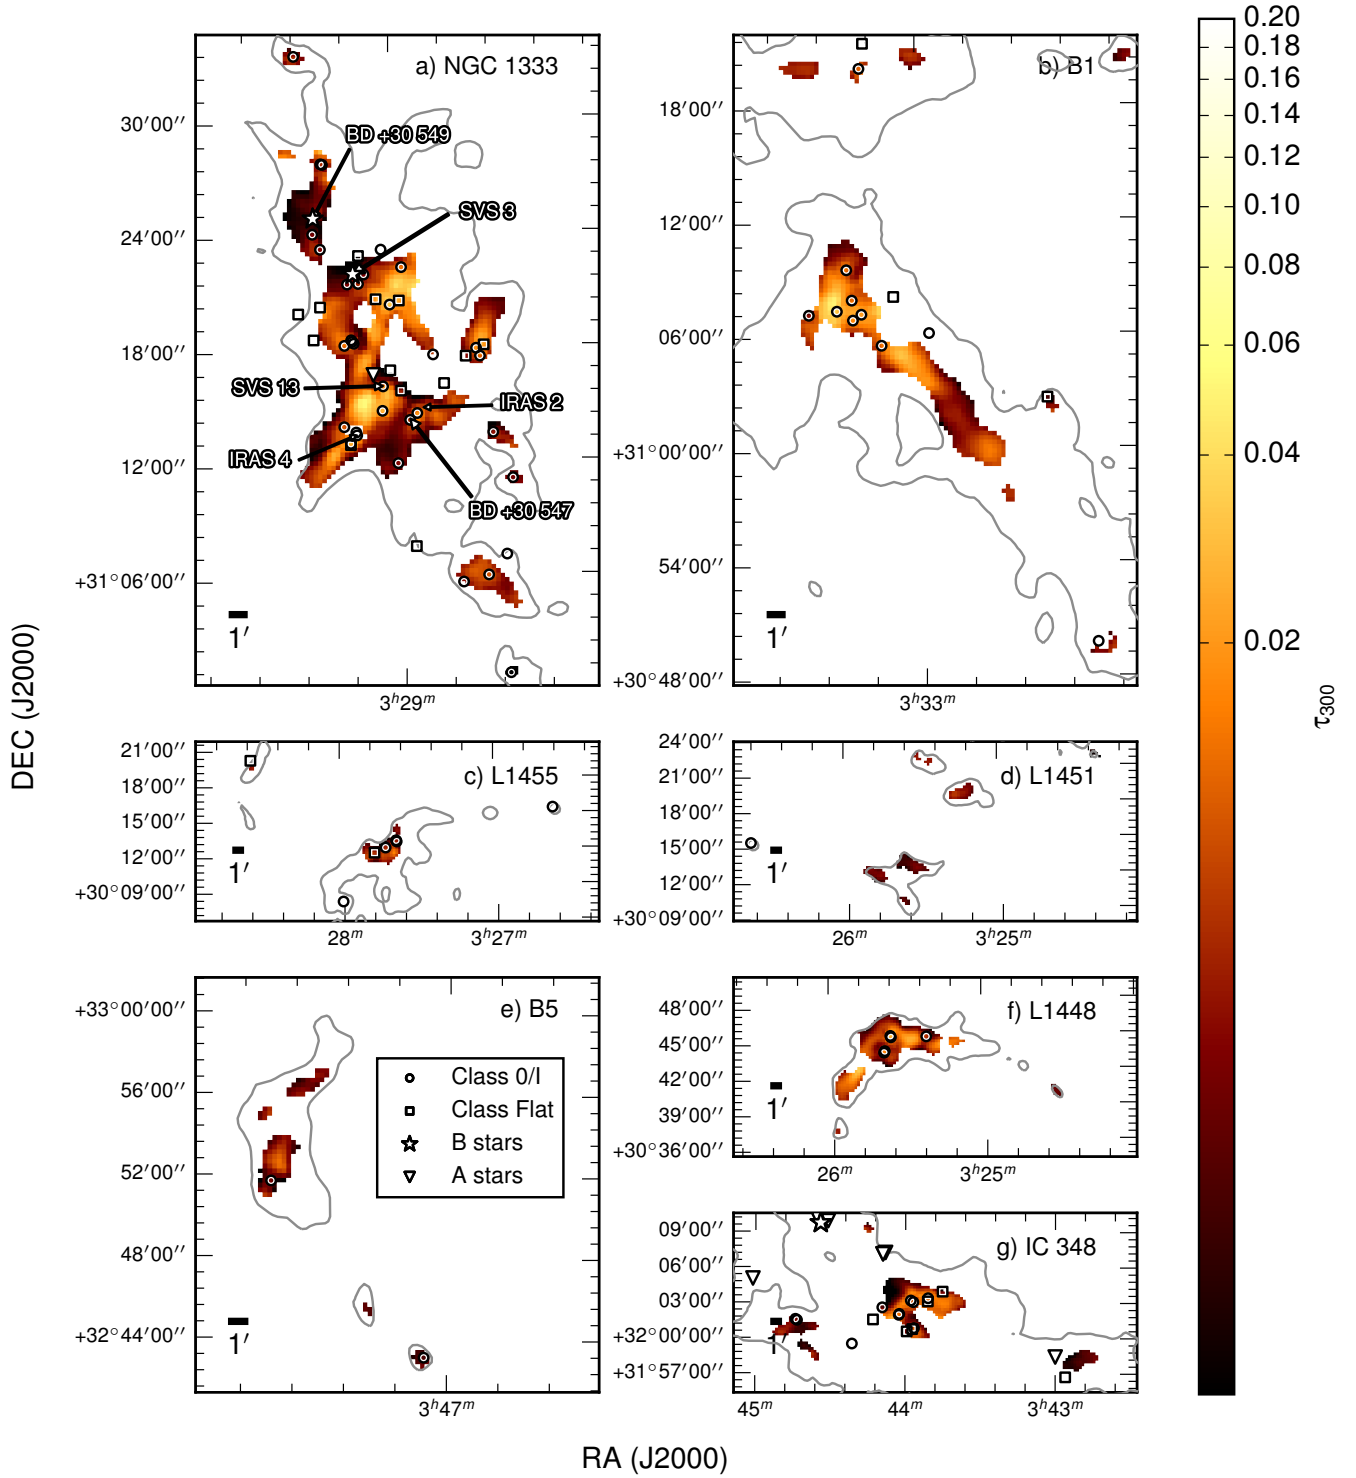 a) NGC 1333
BD +30 549
SVS 3
SVS 13
IRAS 2
IRAS 4
BD +30 547
30′00′′
24′00′′
18′00′′
12′00′′
+31°06′00′′
1′
3ʰ29ᵐ
b) B1
18′00′′
12′00′′
06′00′′
+31°00′00′′
54′00′′
+30°48′00′′
1′
3ʰ33ᵐ
0.20
0.18
0.16
0.14
0.12
0.10
0.08
0.06
0.04
0.02
τ₃₀₀
DEC (J2000)
c) L1455
21′00′′
18′00′′
15′00′′
12′00′′
+30°09′00′′
1′
28ᵐ
3ʰ27ᵐ
d) L1451
24′00′′
21′00′′
18′00′′
15′00′′
12′00′′
+30°09′00′′
1′
26ᵐ
3ʰ25ᵐ
e) B5
+33°00′00′′
56′00′′
52′00′′
48′00′′
+32°44′00′′
1′
3ʰ47ᵐ
Class 0/I
Class Flat
B stars
A stars
f) L1448
48′00′′
45′00′′
42′00′′
39′00′′
+30°36′00′′
1′
26ᵐ
3ʰ25ᵐ
g) IC 348
09′00′′
06′00′′
03′00′′
+32°00′00′′
+31°57′00′′
1′
45ᵐ
44ᵐ
3ʰ43ᵐ
RA (J2000)